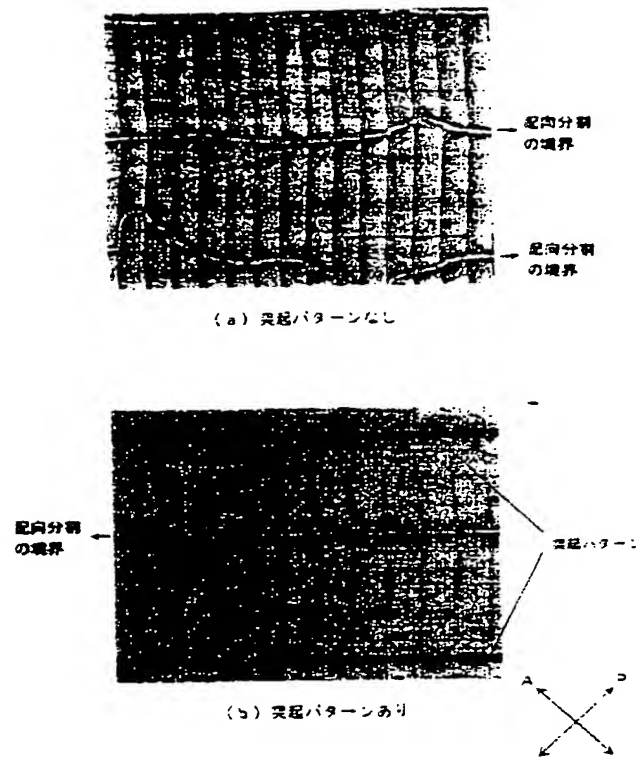 配向分割
の境界
配向分割
の境界
(a) 突起パターンなし
配向分割
の境界
突起パターン
A
P
(b) 突起パターンあり